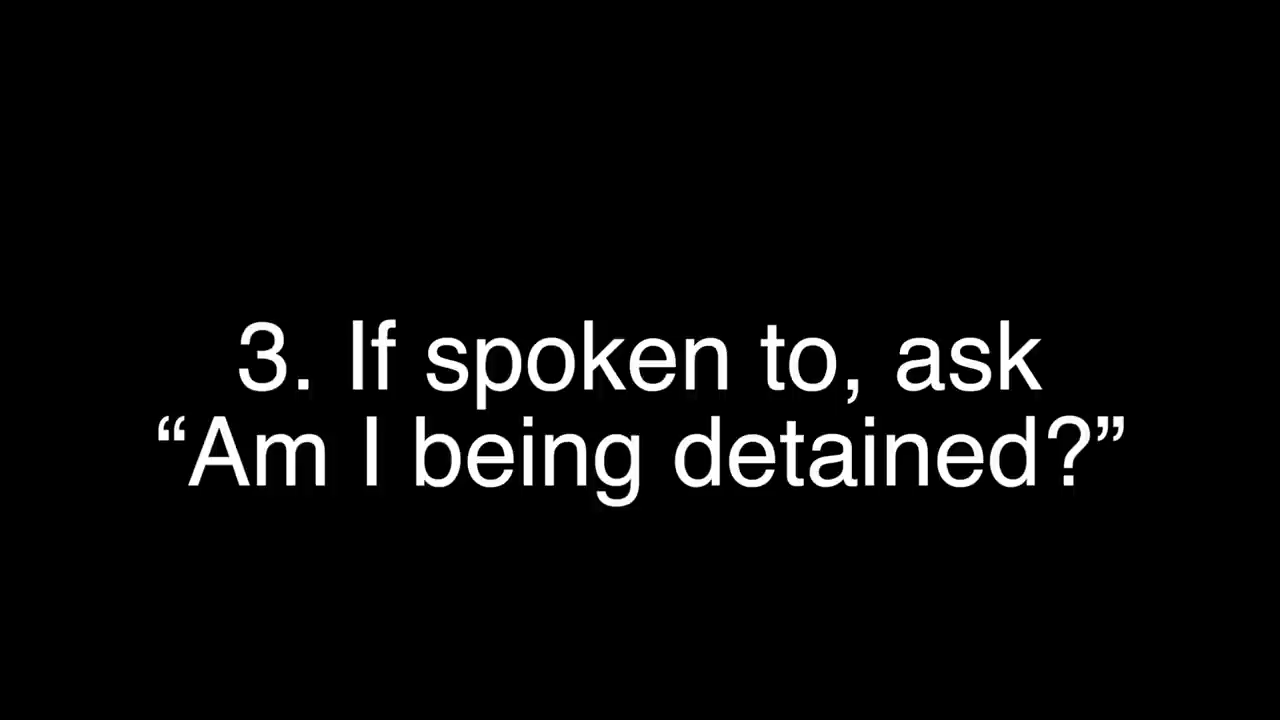 3. If spoken to, ask
“Am I being detained?”